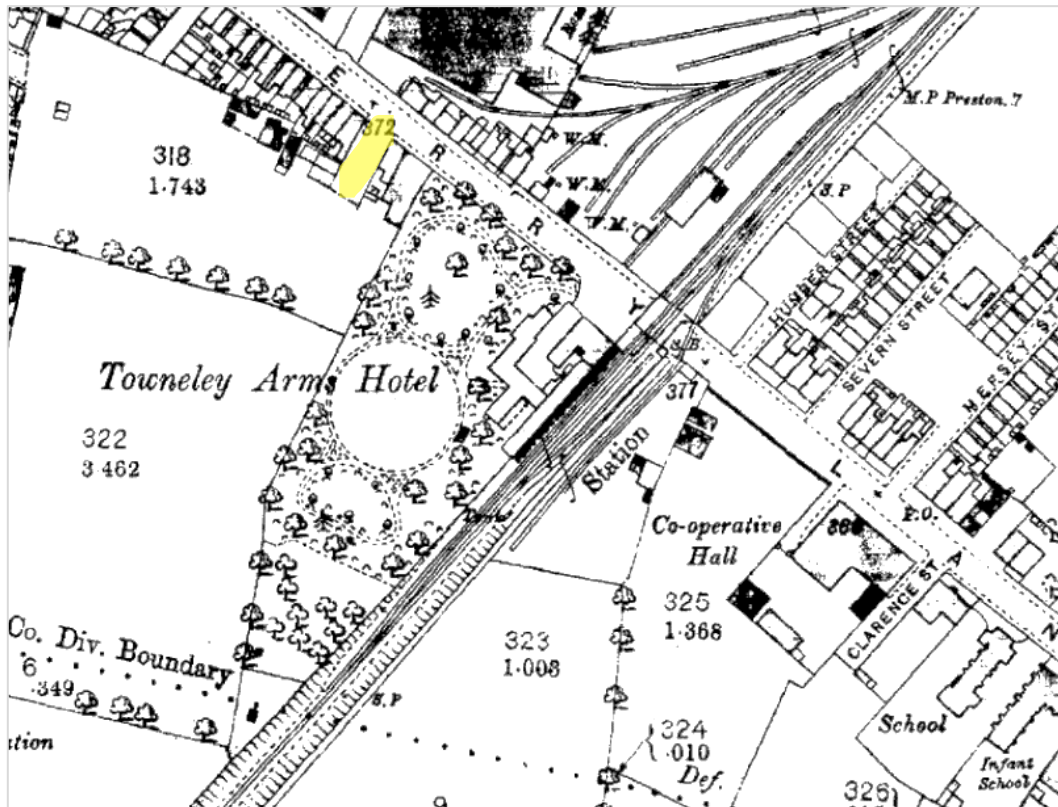 M.P Preston. 7
W.M.
372
318
1·743
W.M.
S.P
W.M.
HUMBER STREET
SEVERN STREET
S.B
Towneley Arms Hotel
377
322
3 462
Station
Co-operative
Hall
P.O.
325
1·368
323
1.008
CLARENCE ST
Co. Div. Boundary
6
.349
S.P
School
324
.010
Def.
Infant
School
326
9